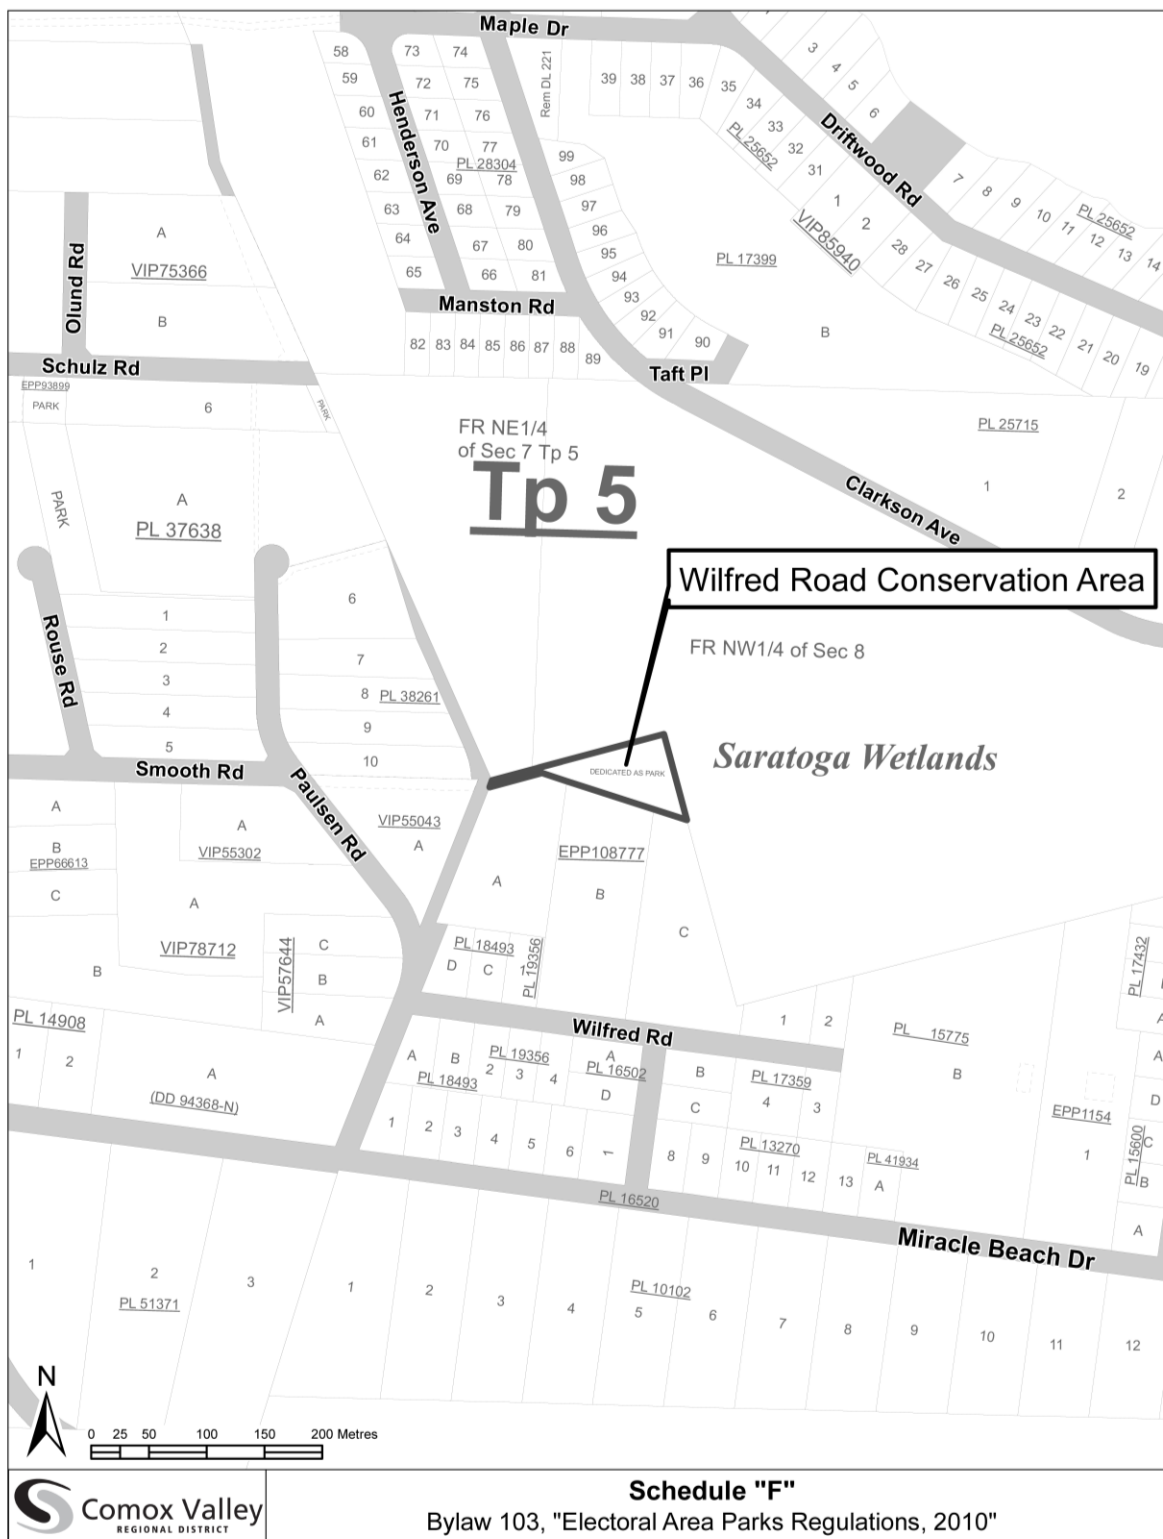 Maple Dr
58
73
74
59
72
75
60
71
76
61
70
77
PL 28304
62
69
78
63
68
79
64
67
80
65
66
81
Henderson Ave
Rem DL 221
39
38
37
36
35
34
33
32
31
1
2
PL 25652
VIP85940
3
4
5
6
Driftwood Rd
7
8
9
10
11
12
13
14
PL 25652
28
27
26
25
24
23
22
21
20
19
PL 25652
99
98
97
96
95
94
93
92
91
90
PL 17399
B
A
VIP75366
B
Olund Rd
Manston Rd
82
83
84
85
86
87
88
89
Taft Pl
Schulz Rd
EPP93899
PARK
6
PARK
FR NE1/4
of Sec 7 Tp 5
Tp 5
PL 25715
1
2
Clarkson Ave
PARK
A
PL 37638
Wilfred Road Conservation Area
FR NW1/4 of Sec 8
Rouse Rd
1
2
3
4
5
6
7
8
PL 38261
9
10
Smooth Rd
Paulsen Rd
DEDICATED AS PARK
Saratoga Wetlands
A
B
EPP66613
C
A
VIP55302
VIP55043
A
A
VIP78712
B
VIP57644
C
B
A
A
EPP108777
B
C
PL 18493
D
C
1
PL 19356
PL 17432
A
PL 14908
1
2
A
(DD 94368-N)
Wilfred Rd
1
2
PL 15775
B
A
B
PL 18493
PL 19356
2
3
4
A
PL 16502
D
B
C
PL 17359
4
3
EPP1154
1
A
D
C
B
A
PL 15600
1
2
3
4
5
6
1
8
9
PL 13270
10
11
12
13
PL 41934
A
PL 16520
Miracle Beach Dr
1
2
PL 51371
3
1
2
3
4
PL 10102
5
6
7
8
9
10
11
12
N
0 25 50 100 150 200 Metres
Comox Valley
REGIONAL DISTRICT
Schedule "F"
Bylaw 103, "Electoral Area Parks Regulations, 2010"